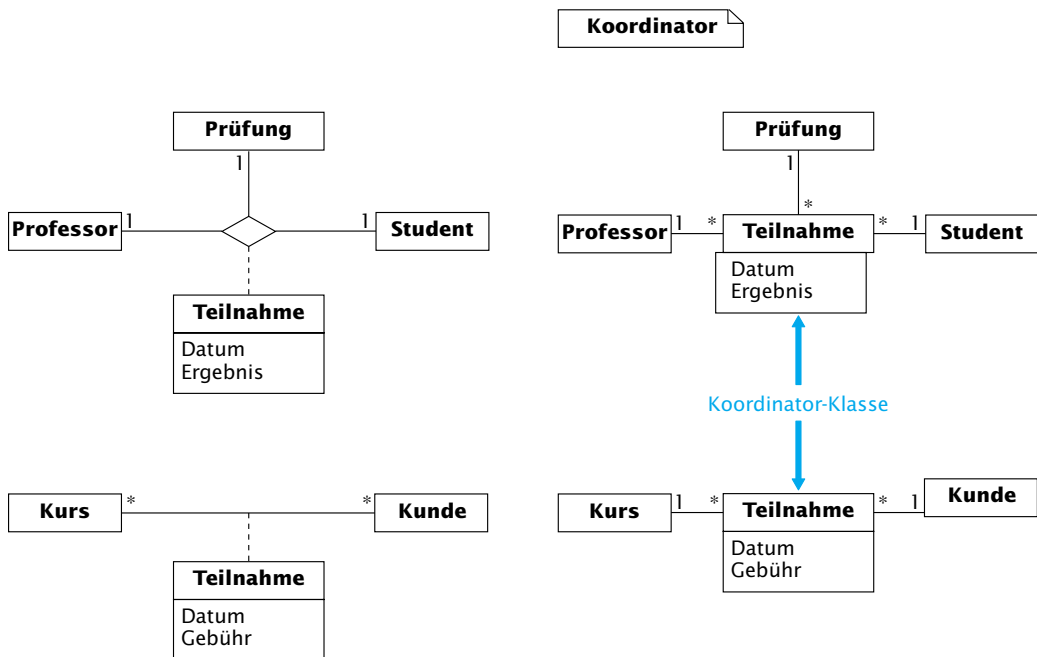 Koordinator
Prüfung
1
Professor
1
1
Student
Teilnahme
Datum
Ergebnis
Kurs
*
*
Kunde
Teilnahme
Datum
Gebühr
Prüfung
1
*
Professor
1
*
Teilnahme
*
1
Student
Datum
Ergebnis
Koordinator-Klasse
Kurs
1
*
Teilnahme
*
1
Kunde
Datum
Gebühr